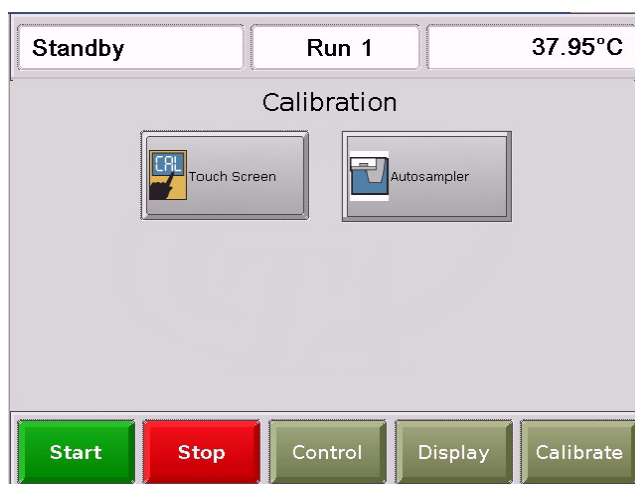 Standby Run 1 37.95°C
Calibration
CAL Touch Screen Autosampler
Start Stop Control Display Calibrate